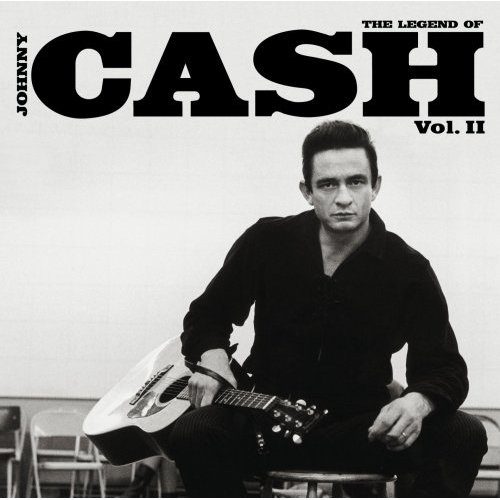 THE LEGEND OF
JOHNNY
CASH
Vol. II